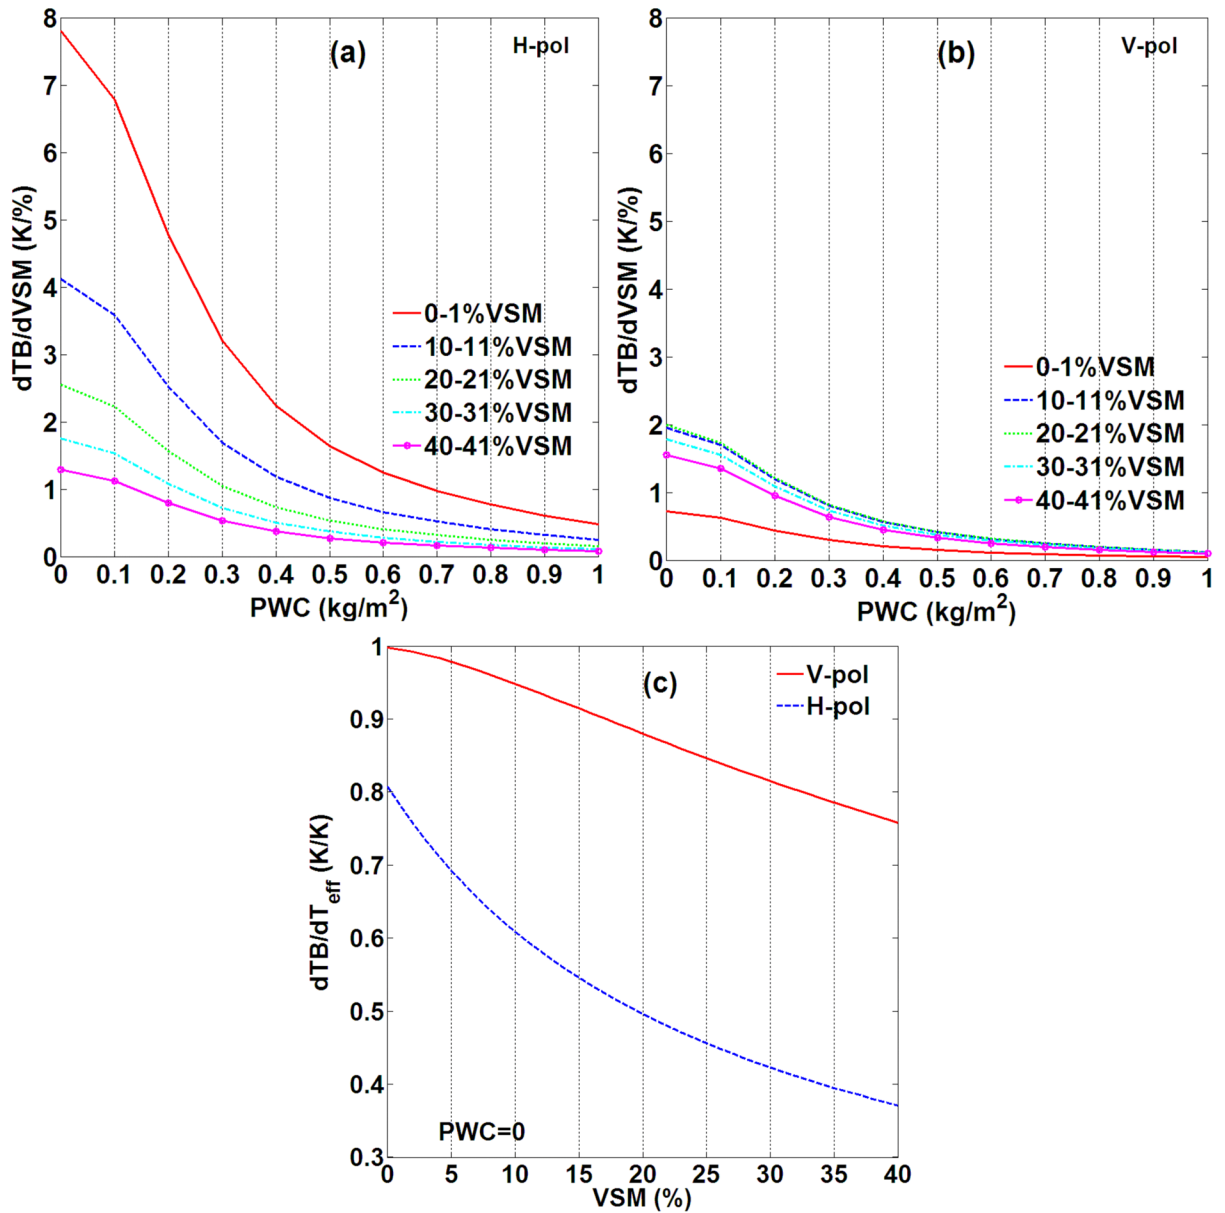 (a)
H-pol
8
7
6
5
4
3
2
1
0
dTB/dVSM (K/%)
0-1%VSM
10-11%VSM
20-21%VSM
30-31%VSM
40-41%VSM
0 0.1 0.2 0.3 0.4 0.5 0.6 0.7 0.8 0.9 1
PWC (kg/m²)
(b)
V-pol
8
7
6
5
4
3
2
1
0
dTB/dVSM (K/%)
0-1%VSM
10-11%VSM
20-21%VSM
30-31%VSM
40-41%VSM
0 0.1 0.2 0.3 0.4 0.5 0.6 0.7 0.8 0.9 1
PWC (kg/m²)
(c)
V-pol
H-pol
1
0.9
0.8
0.7
0.6
0.5
0.4
0.3
dTB/dT_eff (K/K)
PWC=0
0 5 10 15 20 25 30 35 40
VSM (%)